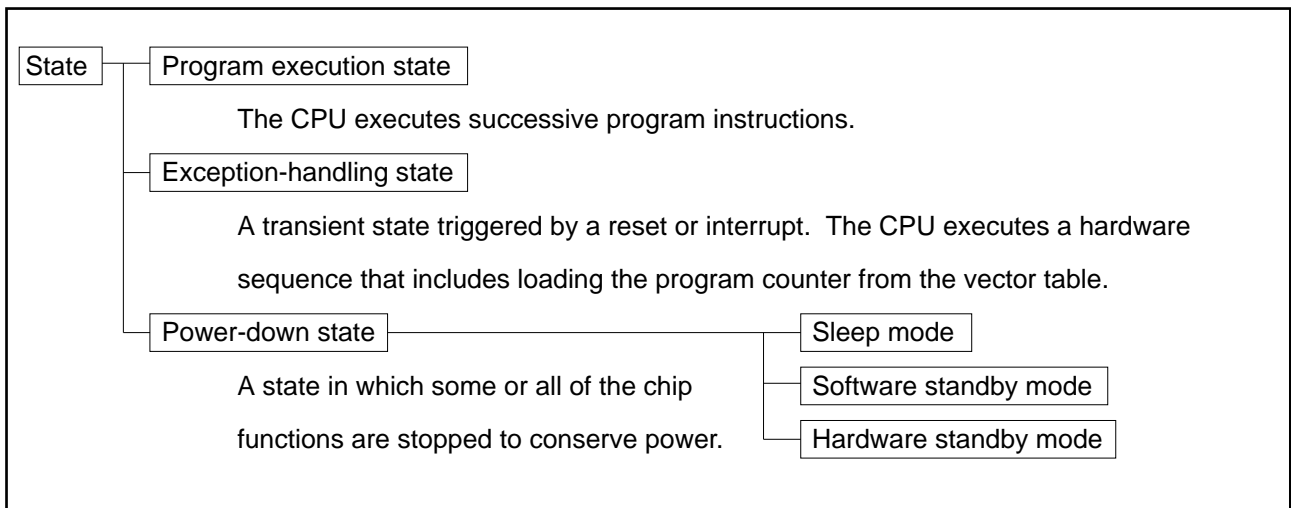 State
Program execution state
The CPU executes successive program instructions.
Exception-handling state
A transient state triggered by a reset or interrupt.  The CPU executes a hardware
sequence that includes loading the program counter from the vector table.
Power-down state
A state in which some or all of the chip
functions are stopped to conserve power.
Sleep mode
Software standby mode
Hardware standby mode